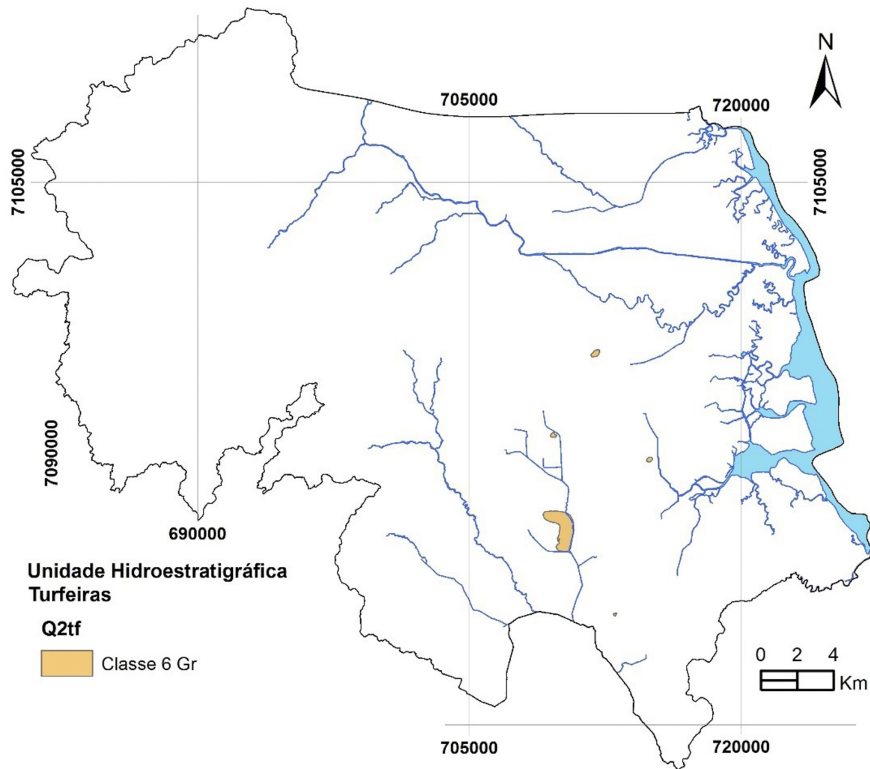 N
705000
720000
7105000
7105000
7090000
690000
Unidade Hidroestratigráfica
Turfeiras
Q2tf
Classe 6 Gr
0 2 4
Km
705000
720000